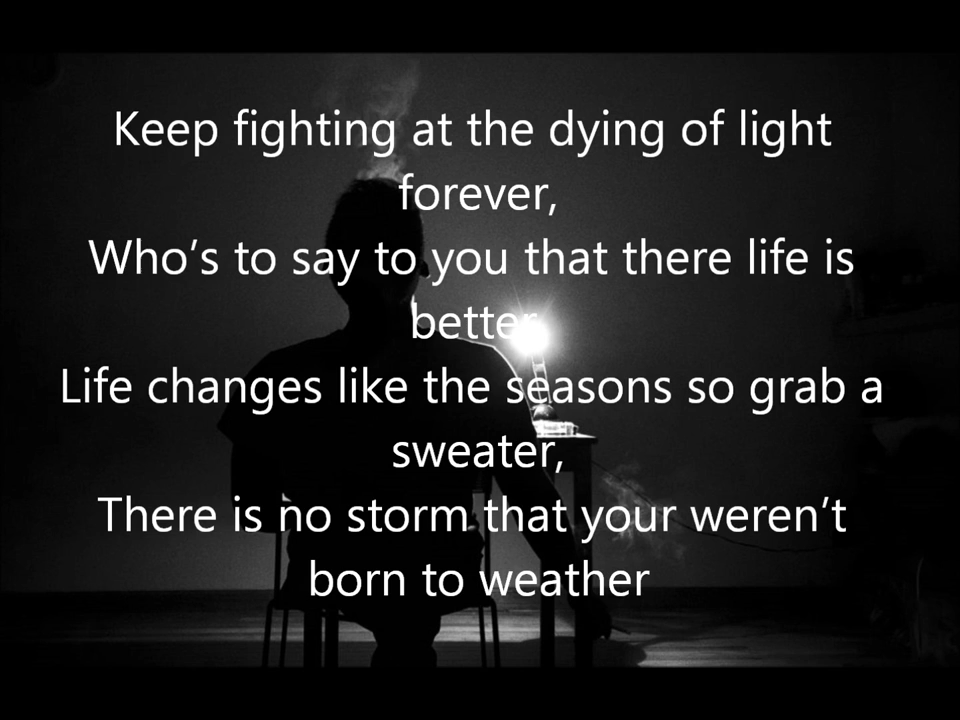 Keep fighting at the dying of light
forever,
Who's to say to you that there life is
better
Life changes like the seasons so grab a
sweater,
There is no storm that your weren't
born to weather